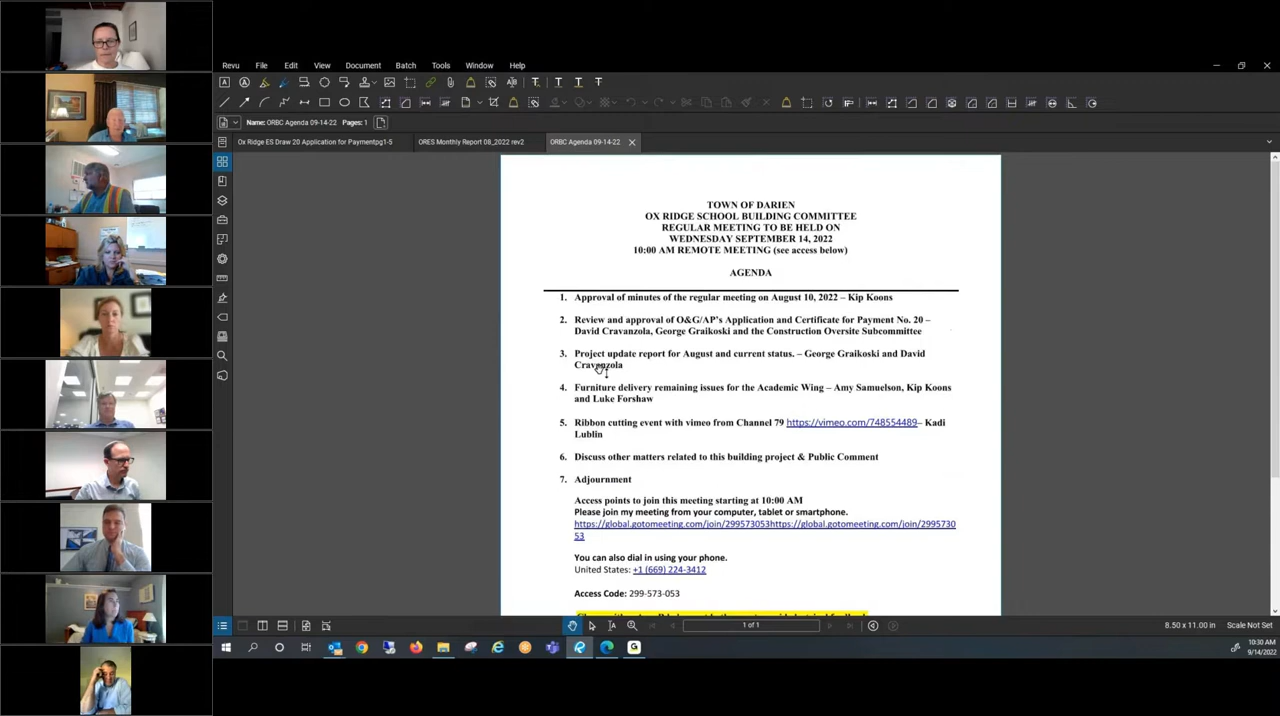 Revu File Edit View Document Batch Tools Window Help
Name: ORBC Agenda 09-14-22 Pages: 1
Ox Ridge ES Draw 20 Application for Paymentpg1-5 ORES Monthly Report 08_2022 rev2 ORBC Agenda 09-14-22
TOWN OF DARIEN
OX RIDGE SCHOOL BUILDING COMMITTEE
REGULAR MEETING TO BE HELD ON
WEDNESDAY SEPTEMBER 14, 2022
10:00 AM REMOTE MEETING (see access below)
AGENDA
1. Approval of minutes of the regular meeting on August 10, 2022 – Kip Koons
2. Review and approval of O&G/AP's Application and Certificate for Payment No. 20 –
David Cravanzola, George Graikoski and the Construction Oversite Subcommittee
3. Project update report for August and current status. – George Graikoski and David
Cravanzola
4. Furniture delivery remaining issues for the Academic Wing – Amy Samuelson, Kip Koons
and Luke Forshaw
5. Ribbon cutting event with vimeo from Channel 79 https://vimeo.com/748554489– Kadi
Lublin
6. Discuss other matters related to this building project & Public Comment
7. Adjournment
Access points to join this meeting starting at 10:00 AM
Please join my meeting from your computer, tablet or smartphone.
https://global.gotomeeting.com/join/299573053https://global.gotomeeting.com/join/2995730
53
You can also dial in using your phone.
United States: +1 (669) 224-3412
Access Code: 299-573-053
1 of 1
8.50 x 11.00 in Scale Not Set
10:30 AM
9/14/2022